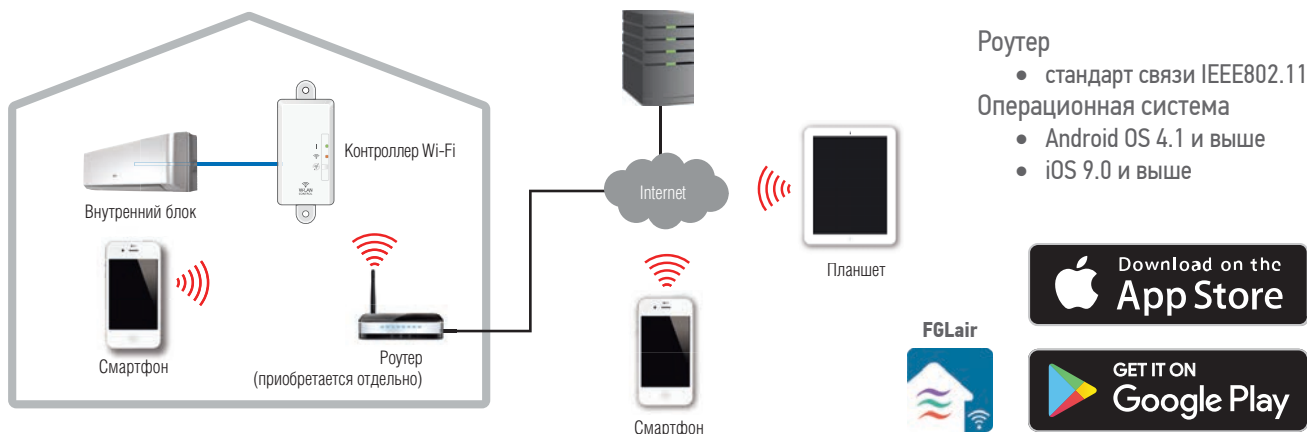 Контроллер Wi-Fi
W-LAN
CONTROL
Внутренний блок
Смартфон
Роутер
(приобретается отдельно)
Internet
Планшет
Смартфон
Роутер
• стандарт связи IEEE802.11
Операционная система
• Android OS 4.1 и выше
• iOS 9.0 и выше
FGLair
Download on the
App Store
GET IT ON
Google Play